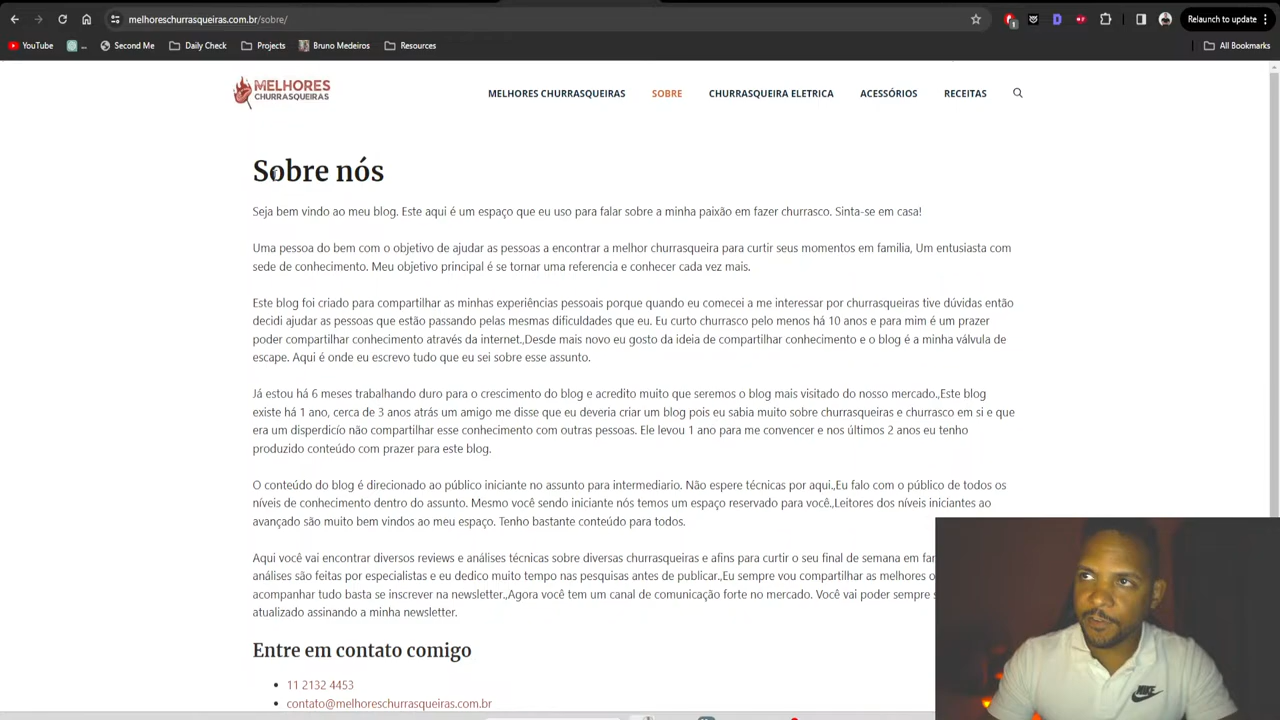 melhoreschurrasqueiras.com.br/sobre/
Relaunch to update
YouTube
...
Second Me
Daily Check
Projects
Bruno Medeiros
Resources
All Bookmarks
MELHORES
CHURRASQUEIRAS
MELHORES CHURRASQUEIRAS
SOBRE
CHURRASQUEIRA ELETRICA
ACESSÓRIOS
RECEITAS
Sobre nós
Seja bem vindo ao meu blog. Este aqui é um espaço que eu uso para falar sobre a minha paixão em fazer churrasco. Sinta-se em casa!
Uma pessoa do bem com o objetivo de ajudar as pessoas a encontrar a melhor churrasqueira para curtir seus momentos em familia, Um entusiasta com
sede de conhecimento. Meu objetivo principal é se tornar uma referencia e conhecer cada vez mais.
Este blog foi criado para compartilhar as minhas experiências pessoais porque quando eu comecei a me interessar por churrasqueiras tive dúvidas então
decidi ajudar as pessoas que estão passando pelas mesmas dificuldades que eu. Eu curto churrasco pelo menos há 10 anos e para mim é um prazer
poder compartilhar conhecimento através da internet.,Desde mais novo eu gosto da ideia de compartilhar conhecimento e o blog é a minha válvula de
escape. Aqui é onde eu escrevo tudo que eu sei sobre esse assunto.
Já estou há 6 meses trabalhando duro para o crescimento do blog e acredito muito que seremos o blog mais visitado do nosso mercado.,Este blog
existe há 1 ano, cerca de 3 anos atrás um amigo me disse que eu deveria criar um blog pois eu sabia muito sobre churrasqueiras e churrasco em si e que
era um disperdicío não compartilhar esse conhecimento com outras pessoas. Ele levou 1 ano para me convencer e nos últimos 2 anos eu tenho
produzido conteúdo com prazer para este blog.
O conteúdo do blog é direcionado ao público iniciante no assunto para intermediario. Não espere técnicas por aqui.,Eu falo com o público de todos os
níveis de conhecimento dentro do assunto. Mesmo você sendo iniciante nós temos um espaço reservado para você.,Leitores dos níveis iniciantes ao
avançado são muito bem vindos ao meu espaço. Tenho bastante conteúdo para todos.
Aqui você vai encontrar diversos reviews e análises técnicas sobre diversas churrasqueiras e afins para curtir o seu final de semana em
análises são feitas por especialistas e eu dedico muito tempo nas pesquisas antes de publicar.,Eu sempre vou compartilhar as melhores
acompanhar tudo basta se inscrever na newsletter.,Agora você tem um canal de comunicação forte no mercado. Você vai poder sempre
atualizado assinando a minha newsletter.
Entre em contato comigo
11 2132 4453
contato@melhoreschurrasqueiras.com.br